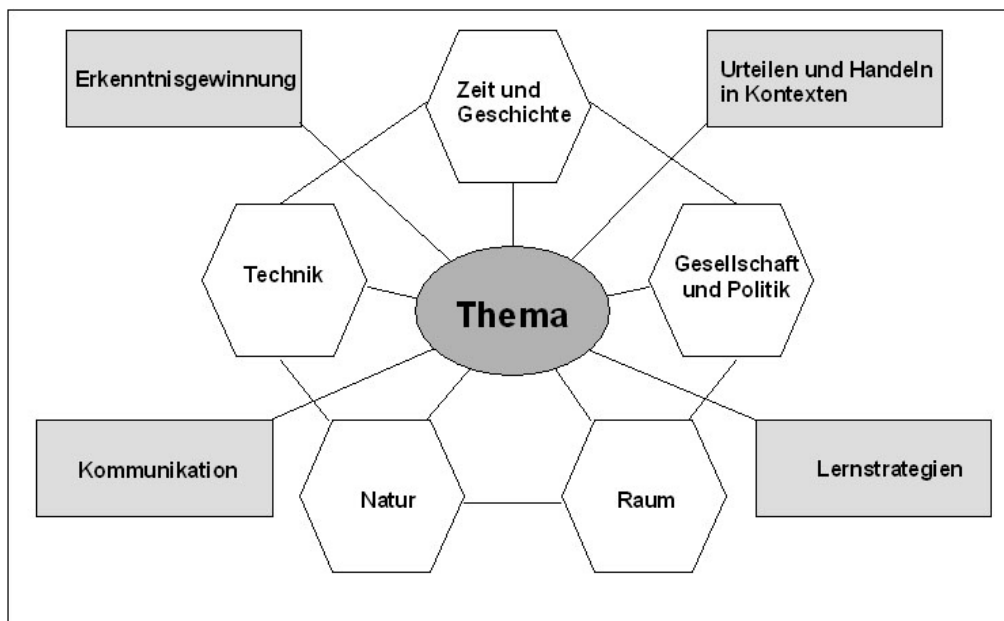 Erkenntnisgewinnung
Zeit und
Geschichte
Urteilen und Handeln
in Kontexten
Technik
Gesellschaft
und Politik
Thema
Kommunikation
Natur
Raum
Lernstrategien